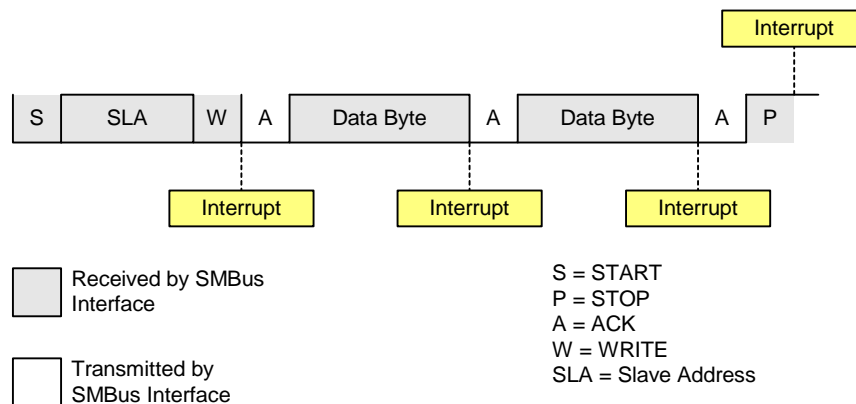 Interrupt
S SLA W A Data Byte A Data Byte A P
Interrupt Interrupt Interrupt
Received by SMBus
Interface
Transmitted by
SMBus Interface
S = START
P = STOP
A = ACK
W = WRITE
SLA = Slave Address